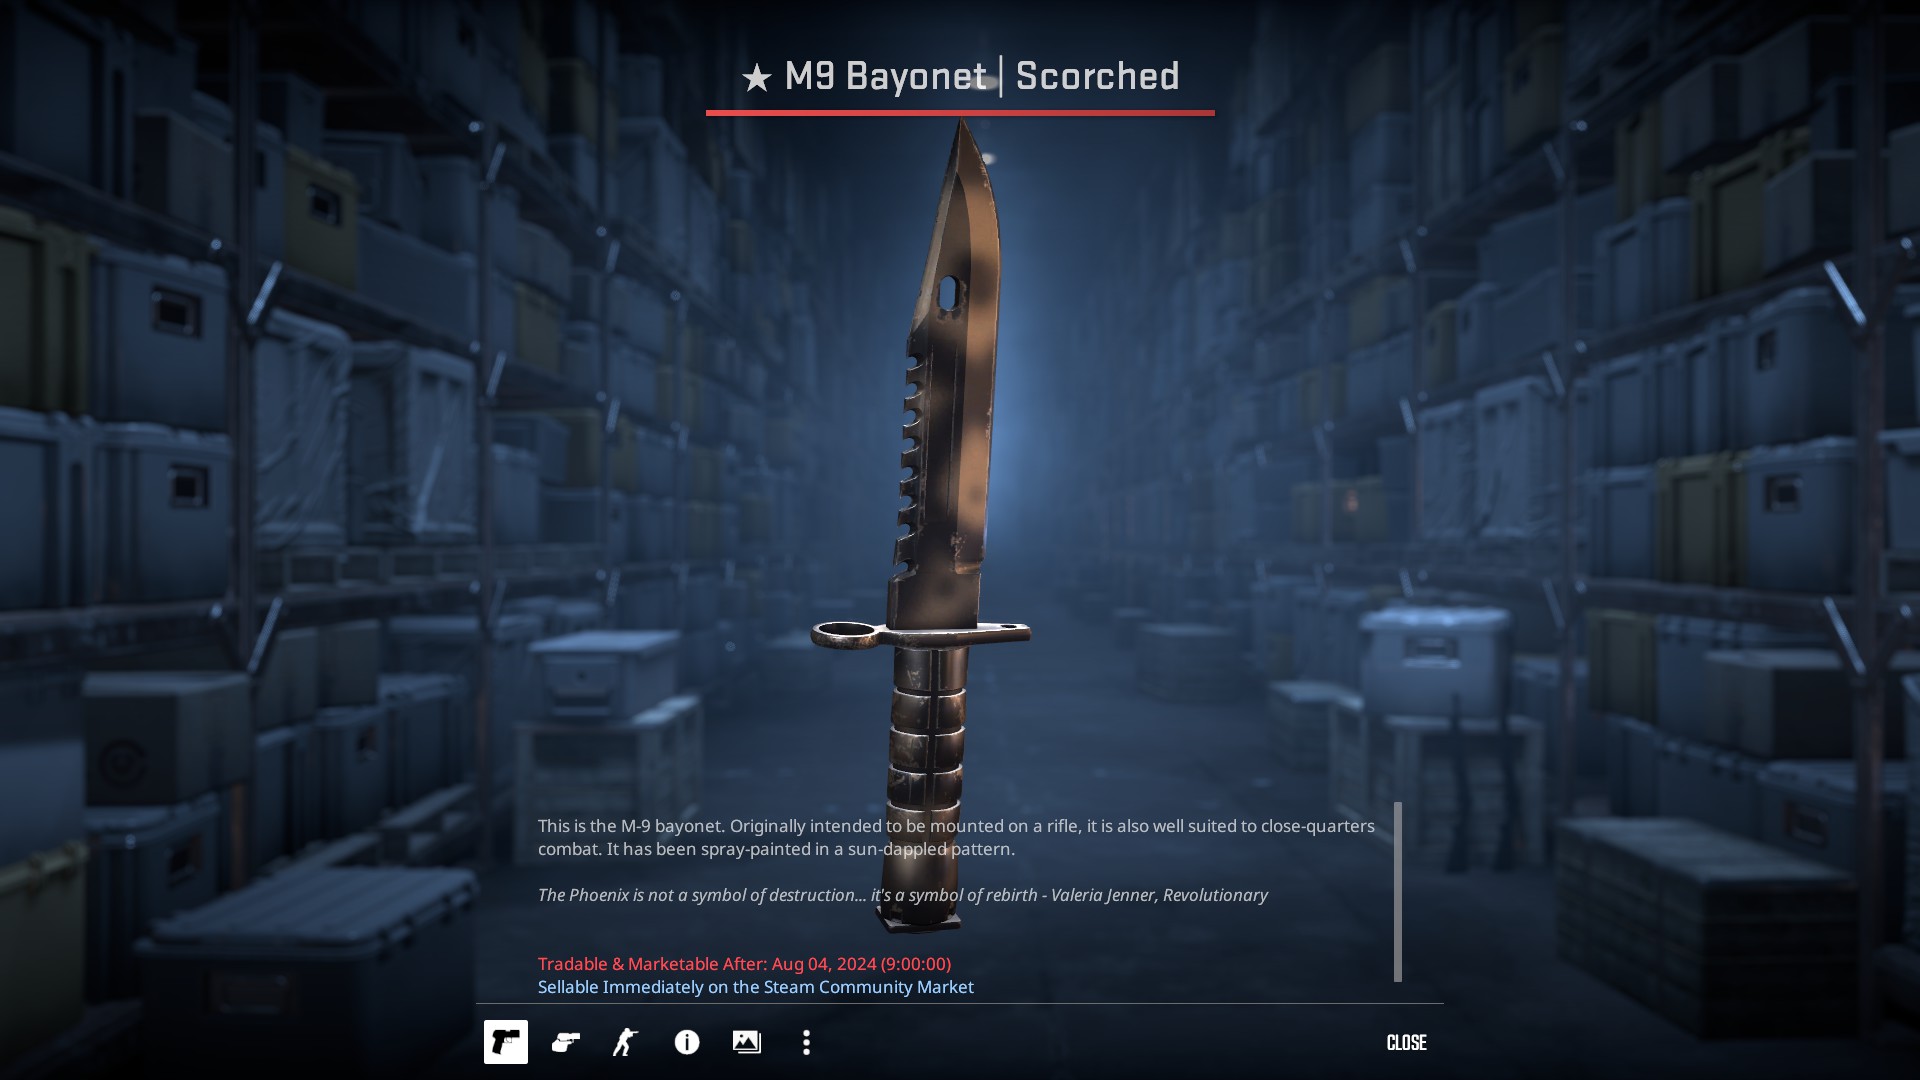 ★ M9 Bayonet | Scorched
This is the M-9 bayonet. Originally intended to be mounted on a rifle, it is also well suited to close-quarters
combat. It has been spray-painted in a sun-dappled pattern.
The Phoenix is not a symbol of destruction... it's a symbol of rebirth - Valeria Jenner, Revolutionary
Tradable & Marketable After: Aug 04, 2024 (9:00:00)
Sellable Immediately on the Steam Community Market
CLOSE